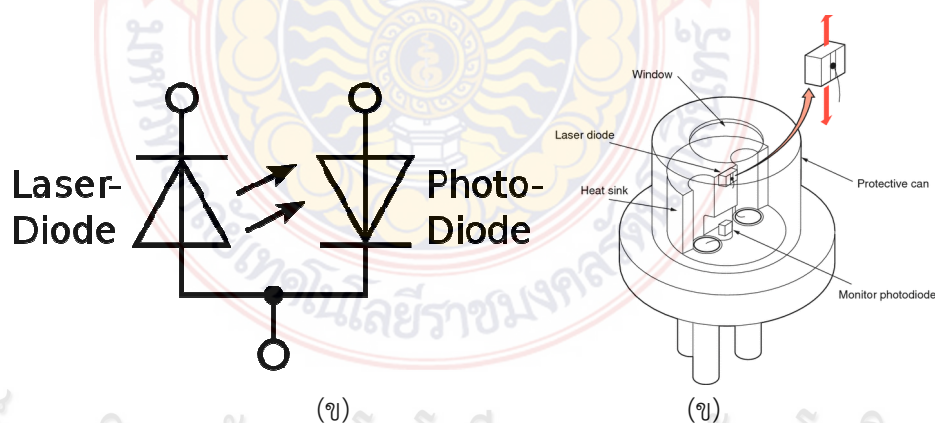 Laser-
Diode
Photo-
Diode
Window
Laser diode
Heat sink
Protective can
Monitor photodiode
(ข)
(ข)